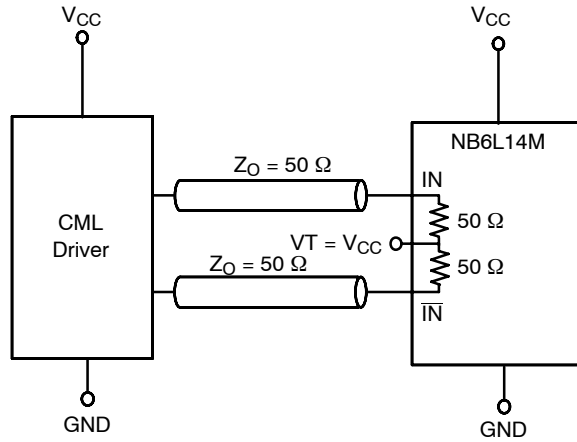 VCC
VCC
NB6L14M
ZO = 50 Ω
IN
CML
Driver
50 Ω
VT = VCC
ZO = 50 Ω
50 Ω
IN
GND
GND